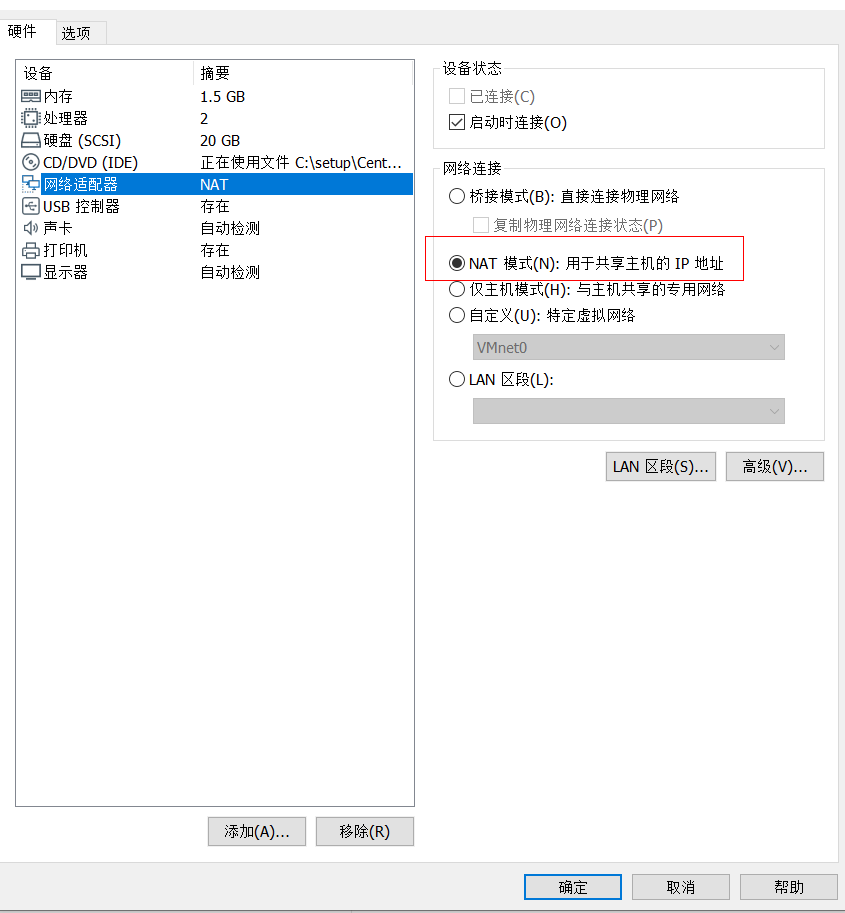 硬件 选项
设备 摘要
内存 1.5 GB
处理器 2
硬盘 (SCSI) 20 GB
CD/DVD (IDE) 正在使用文件 C:\setup\Cent...
网络适配器 NAT
USB 控制器 存在
声卡 自动检测
打印机 存在
显示器 自动检测
添加(A)... 移除(R)
设备状态
已连接(C)
启动时连接(O)
网络连接
桥接模式(B): 直接连接物理网络
复制物理网络连接状态(P)
NAT 模式(N): 用于共享主机的 IP 地址
仅主机模式(H): 与主机共享的专用网络
自定义(U): 特定虚拟网络
VMnet0
LAN 区段(L):
LAN 区段(S)... 高级(V)...
确定 取消 帮助